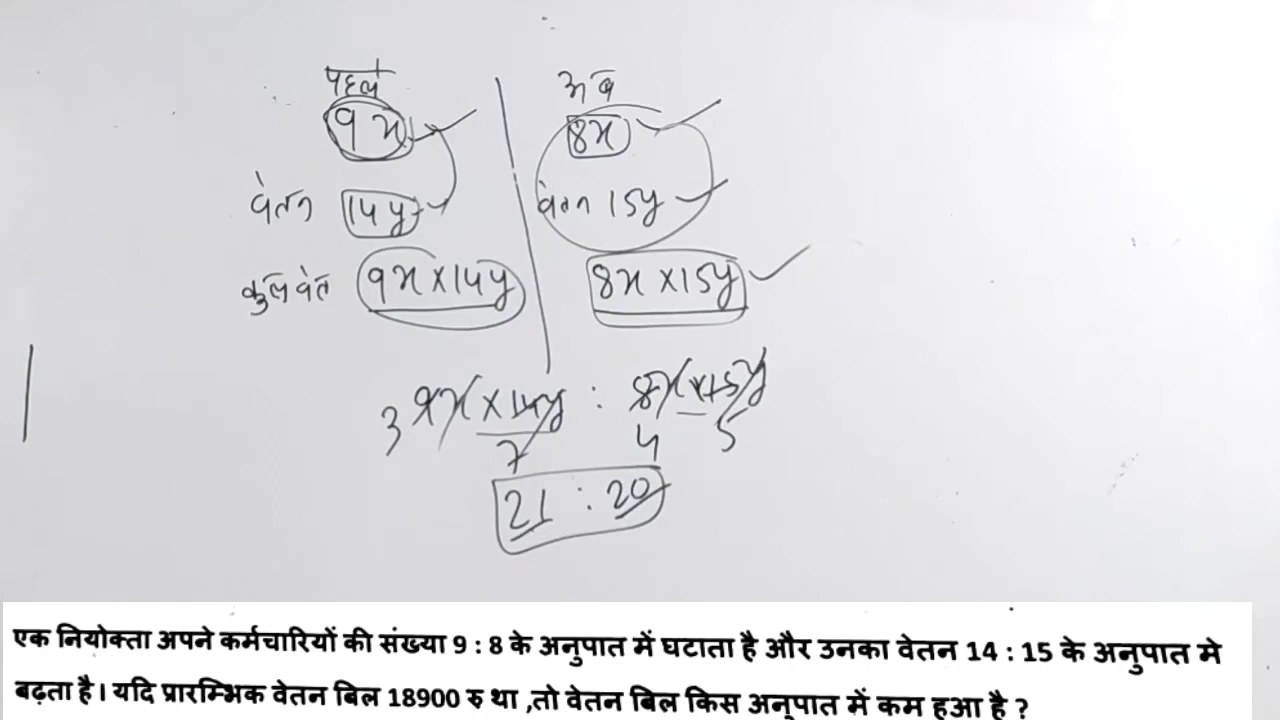 पहले अब
9x 8x
वेतन 14y वेतन 15y
कुल वेत 9x×14y 8x×15y
9x×14y : 8x×15y
3 7 4 5
21 : 20
एक नियोक्ता अपने कर्मचारियों की संख्या 9 : 8 के अनुपात में घटाता है और उनका वेतन 14 : 15 के अनुपात मे
बढ़ता है। यदि प्रारम्भिक वेतन बिल 18900 रु था ,तो वेतन बिल किस अनुपात में कम हुआ है ?